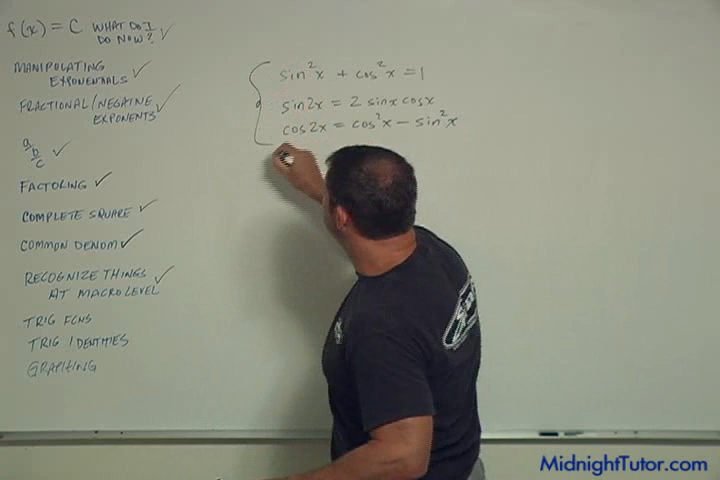 f(x) = C WHAT DO I
DO NOW? ✓
MANIPULATING
EXPONENTIALS ✓
FRACTIONAL/NEGATIVE
EXPONENTS ✓
a/b/c ✓
FACTORING ✓
COMPLETE SQUARE ✓
COMMON DENOM ✓
RECOGNIZE THINGS
AT MACRO LEVEL ✓
TRIG FCNS
TRIG IDENTITIES
GRAPHING
sin²x + cos²x = 1
sin2x = 2 sinx cosx
cos2x = cos²x – sin²x
MidnightTutor.com